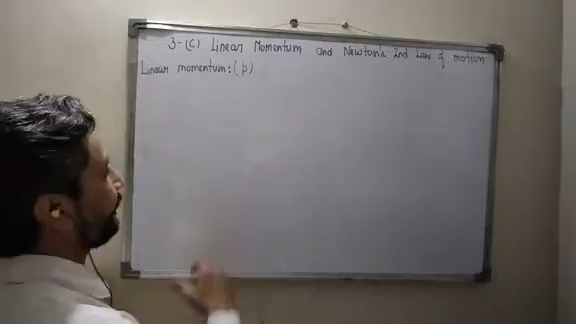 3-(C) Linear Momentum and Newton's 2nd Law of motion
Linear momentum:(p)